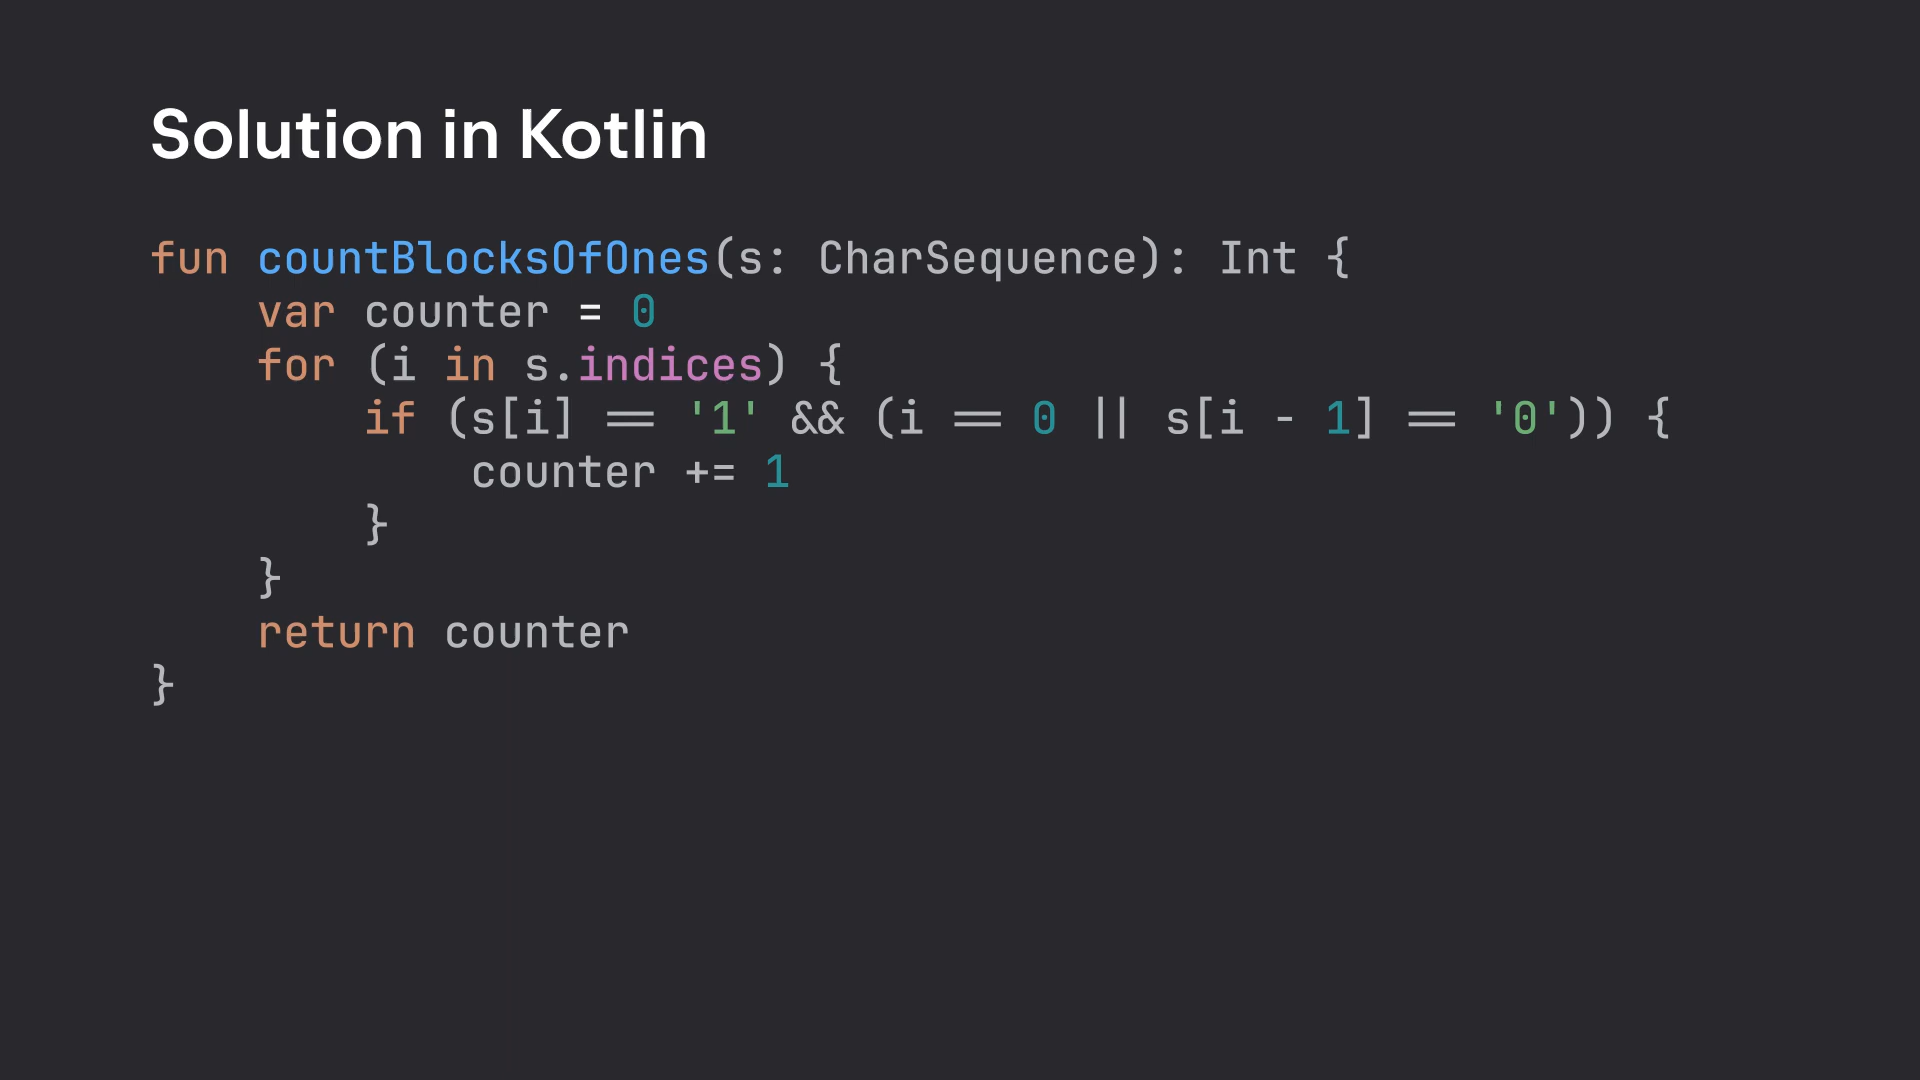 Solution in Kotlin
fun countBlocksOfOnes(s: CharSequence): Int {
    var counter = 0
    for (i in s.indices) {
        if (s[i] == '1' && (i == 0 || s[i - 1] == '0')) {
            counter += 1
        }
    }
    return counter
}